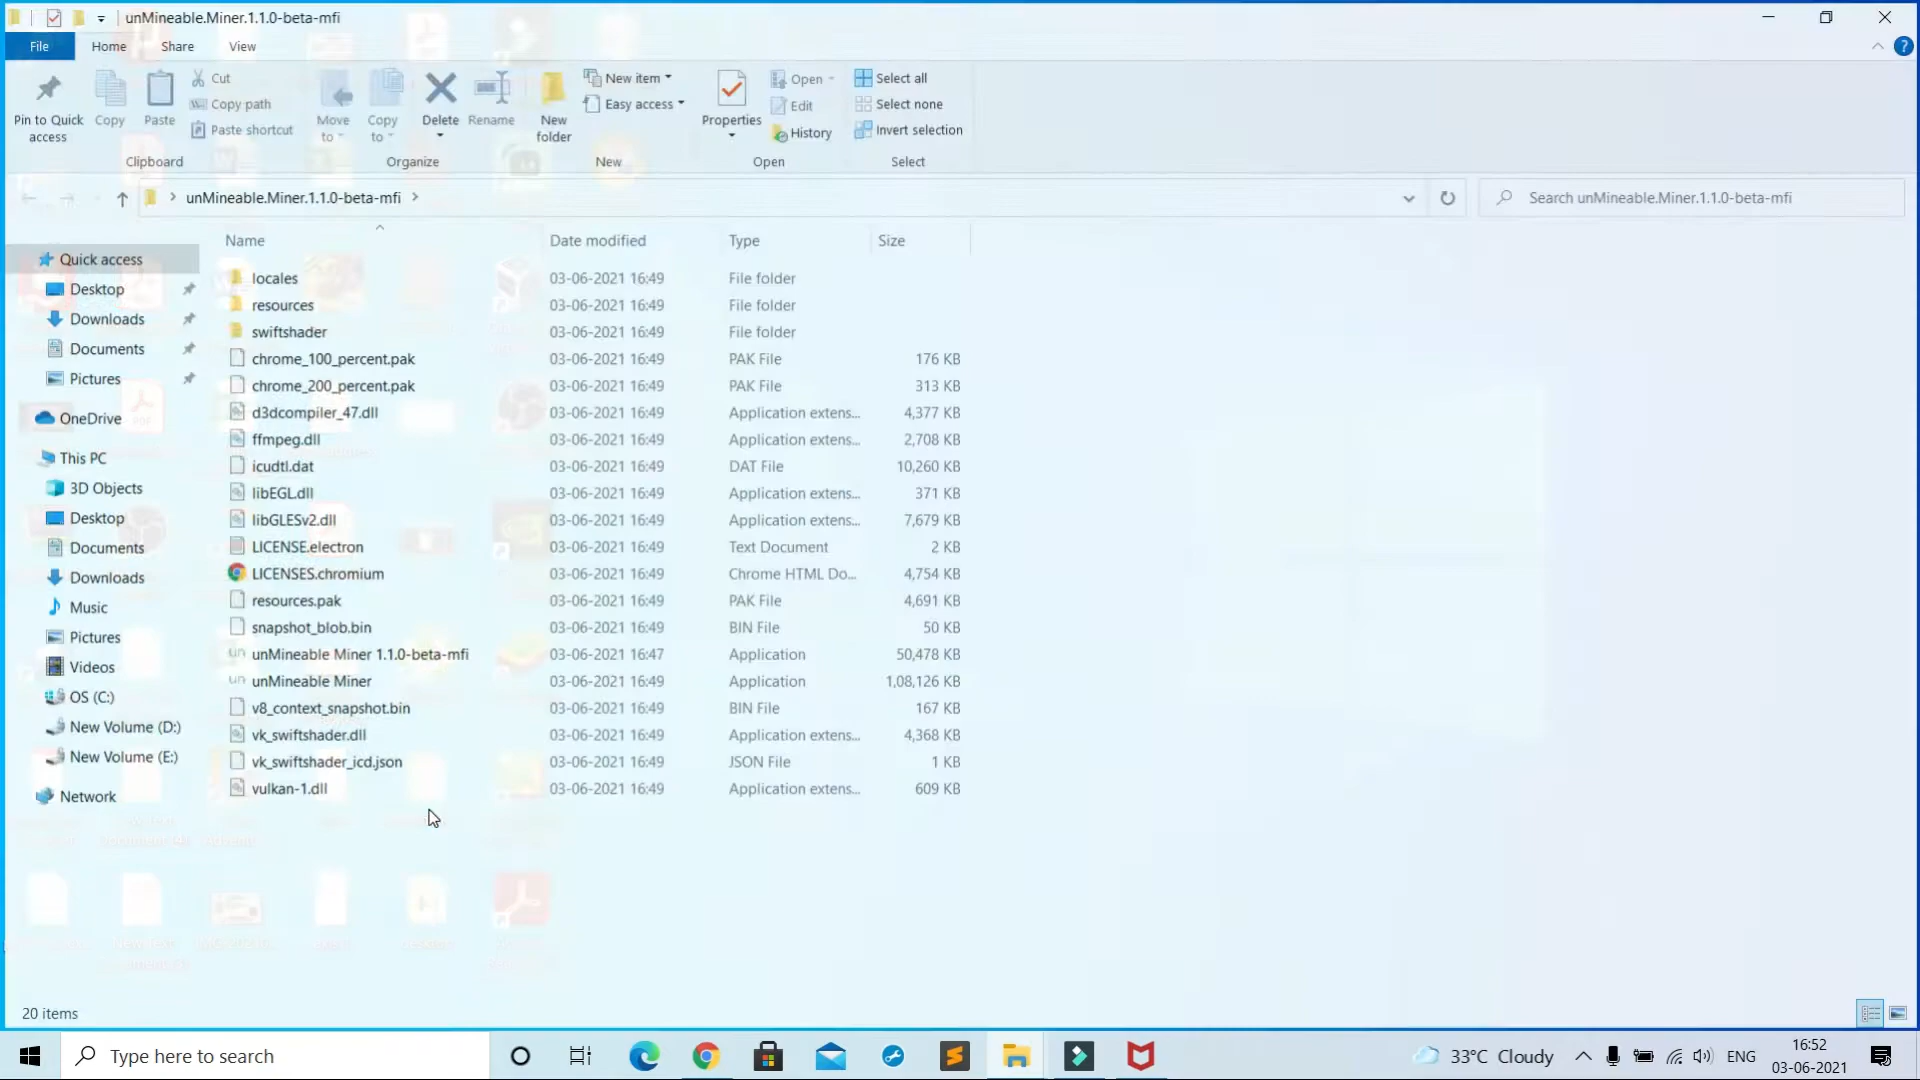 unMineable.Miner.1.1.0-beta-mfi
File Home Share View
Pin to Quick access
Copy
Paste
Cut
Copy path
Paste shortcut
Clipboard
Move to
Copy to
Delete
Rename
Organize
New folder
New item
Easy access
New
Properties
Open
Edit
History
Open
Select all
Select none
Invert selection
Select
unMineable.Miner.1.1.0-beta-mfi
Search unMineable.Miner.1.1.0-beta-mfi
Quick access
Desktop
Downloads
Documents
Pictures
OneDrive
This PC
3D Objects
Desktop
Documents
Downloads
Music
Pictures
Videos
OS (C:)
New Volume (D:)
New Volume (E:)
Network
Name Date modified Type Size
locales 03-06-2021 16:49 File folder
resources 03-06-2021 16:49 File folder
swiftshader 03-06-2021 16:49 File folder
chrome_100_percent.pak 03-06-2021 16:49 PAK File 176 KB
chrome_200_percent.pak 03-06-2021 16:49 PAK File 313 KB
d3dcompiler_47.dll 03-06-2021 16:49 Application extens... 4,377 KB
ffmpeg.dll 03-06-2021 16:49 Application extens... 2,708 KB
icudtl.dat 03-06-2021 16:49 DAT File 10,260 KB
libEGL.dll 03-06-2021 16:49 Application extens... 371 KB
libGLESv2.dll 03-06-2021 16:49 Application extens... 7,679 KB
LICENSE.electron 03-06-2021 16:49 Text Document 2 KB
LICENSES.chromium 03-06-2021 16:49 Chrome HTML Do... 4,754 KB
resources.pak 03-06-2021 16:49 PAK File 4,691 KB
snapshot_blob.bin 03-06-2021 16:49 BIN File 50 KB
un unMineable Miner 1.1.0-beta-mfi 03-06-2021 16:47 Application 50,478 KB
un unMineable Miner 03-06-2021 16:49 Application 1,08,126 KB
v8_context_snapshot.bin 03-06-2021 16:49 BIN File 167 KB
vk_swiftshader.dll 03-06-2021 16:49 Application extens... 4,368 KB
vk_swiftshader_icd.json 03-06-2021 16:49 JSON File 1 KB
vulkan-1.dll 03-06-2021 16:49 Application extens... 609 KB
20 items
Type here to search
33°C Cloudy
ENG
16:52
03-06-2021